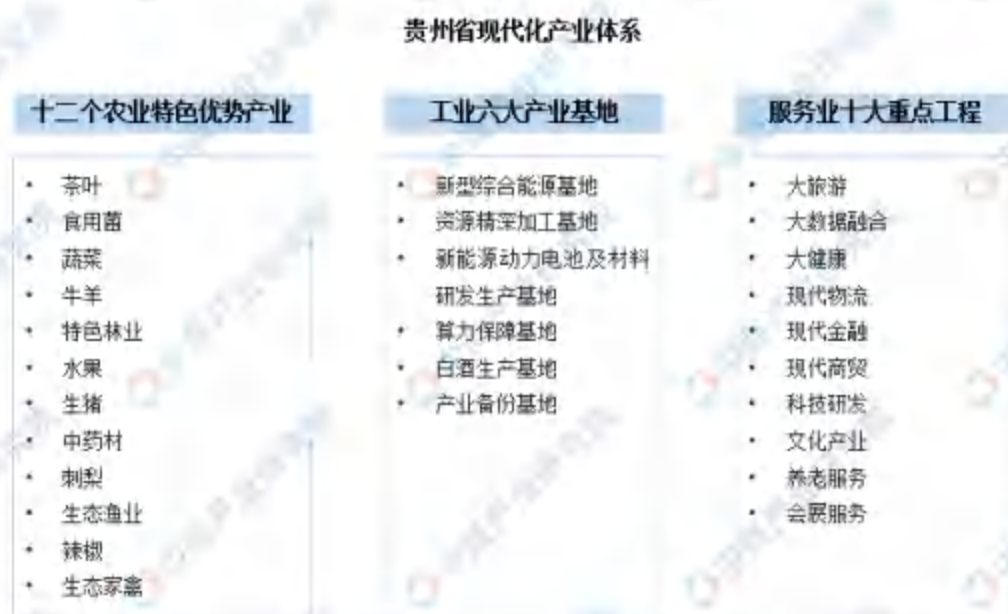 贵州省现代化产业体系
十二个农业特色优势产业
• 茶叶
• 食用菌
• 蔬菜
• 牛羊
• 特色林业
• 水果
• 生猪
• 中药材
• 刺梨
• 生态渔业
• 辣椒
• 生态家禽
工业六大产业基地
• 新型综合能源基地
• 资源精深加工基地
• 新能源动力电池及材料
研发生产基地
• 算力保障基地
• 白酒生产基地
• 产业备份基地
服务业十大重点工程
• 大旅游
• 大数据融合
• 大健康
• 现代物流
• 现代金融
• 现代商贸
• 科技研发
• 文化产业
• 养老服务
• 会展服务